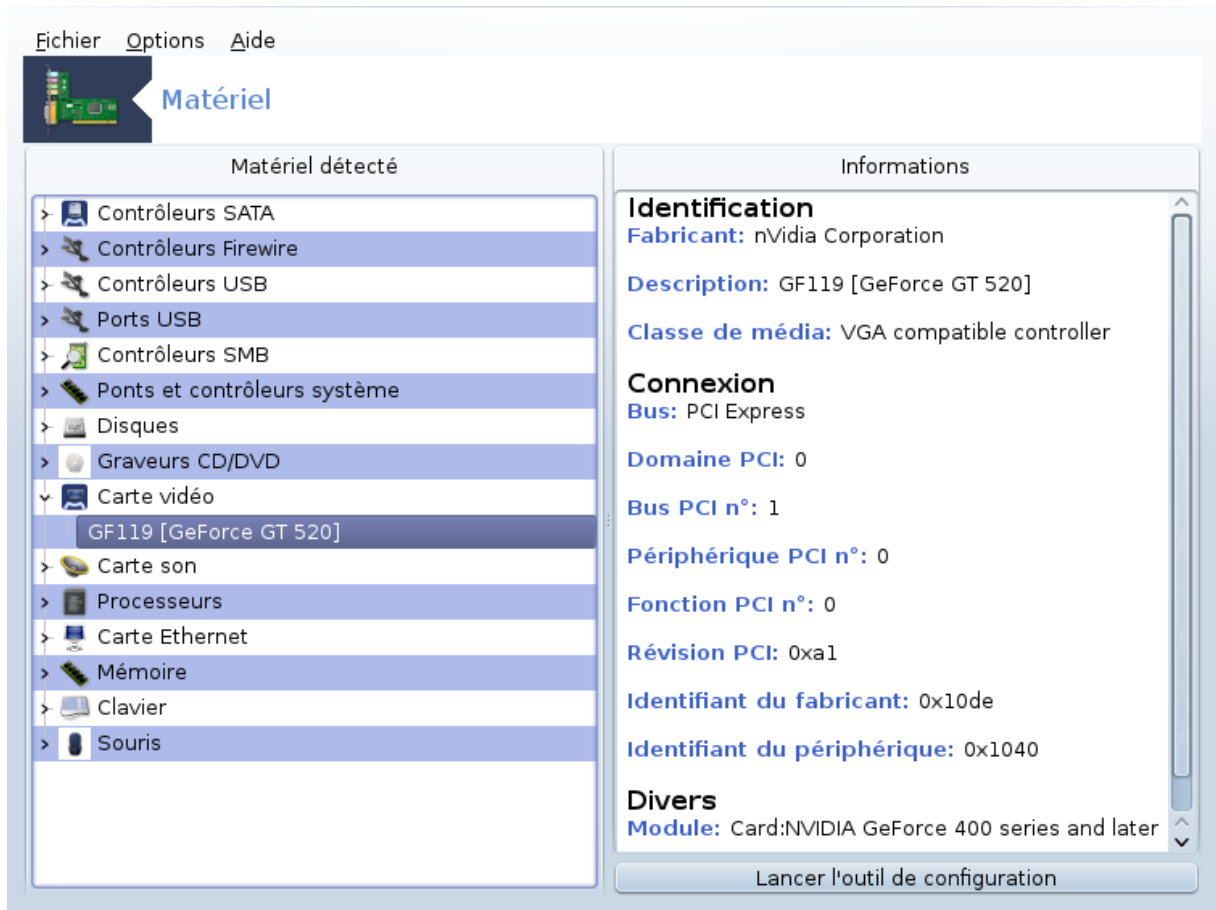 Fichier Options Aide
Matériel
Matériel détecté
Contrôleurs SATA
Contrôleurs Firewire
Contrôleurs USB
Ports USB
Contrôleurs SMB
Ponts et contrôleurs système
Disques
Graveurs CD/DVD
Carte vidéo
GF119 [GeForce GT 520]
Carte son
Processeurs
Carte Ethernet
Mémoire
Clavier
Souris
Informations
Identification
Fabricant: nVidia Corporation
Description: GF119 [GeForce GT 520]
Classe de média: VGA compatible controller
Connexion
Bus: PCI Express
Domaine PCI: 0
Bus PCI n°: 1
Périphérique PCI n°: 0
Fonction PCI n°: 0
Révision PCI: 0xa1
Identifiant du fabricant: 0x10de
Identifiant du périphérique: 0x1040
Divers
Module: Card:NVIDIA GeForce 400 series and later
Lancer l'outil de configuration